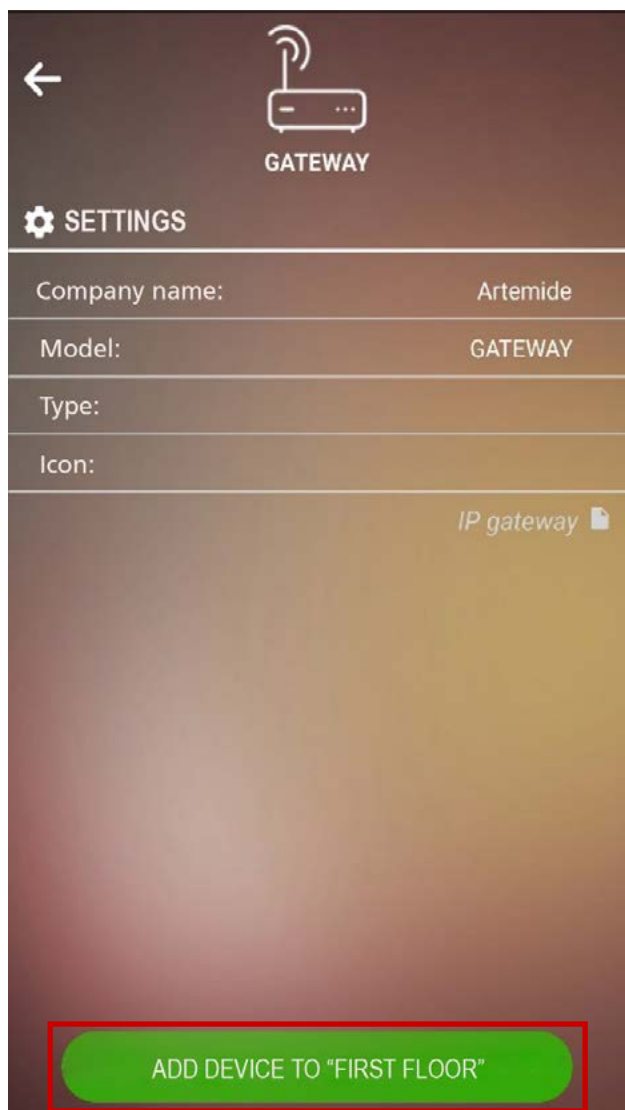 GATEWAY
SETTINGS
Company name: Artemide
Model: GATEWAY
Type:
Icon:
IP gateway
ADD DEVICE TO “FIRST FLOOR”